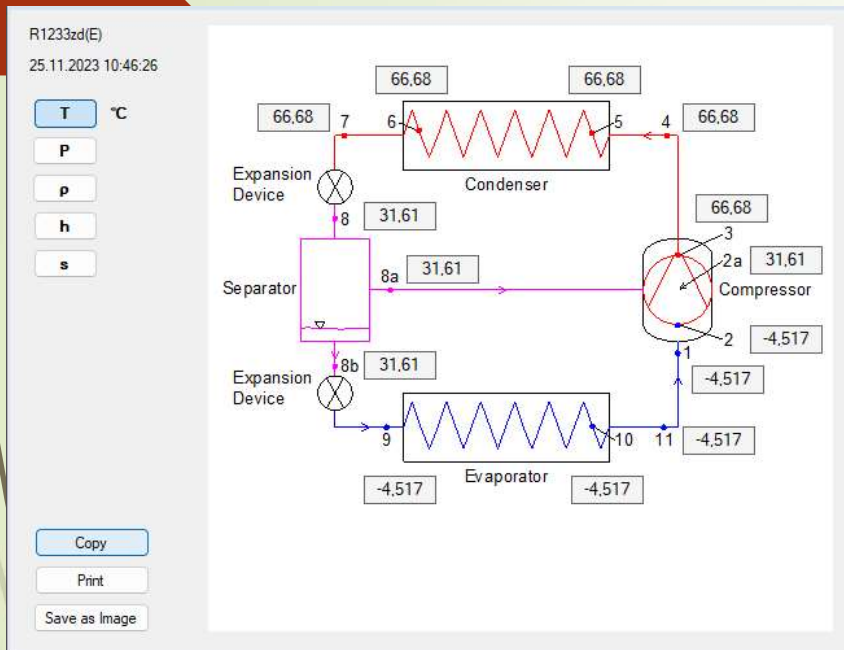 R1233zd(E)
25.11.2023 10:46:26
T °C
P
ρ
h
s
Copy
Print
Save as Image
66,68 66,68
66,68 7 6 5 4 66,68
Expansion
Device
Condenser
8 31,61
66,68
3
2a 31,61
Separator 8a 31,61
Compressor
2 -4,517
8b 31,61
1
-4,517
Expansion
Device
9 10 11 -4,517
Evaporator
-4,517 -4,517